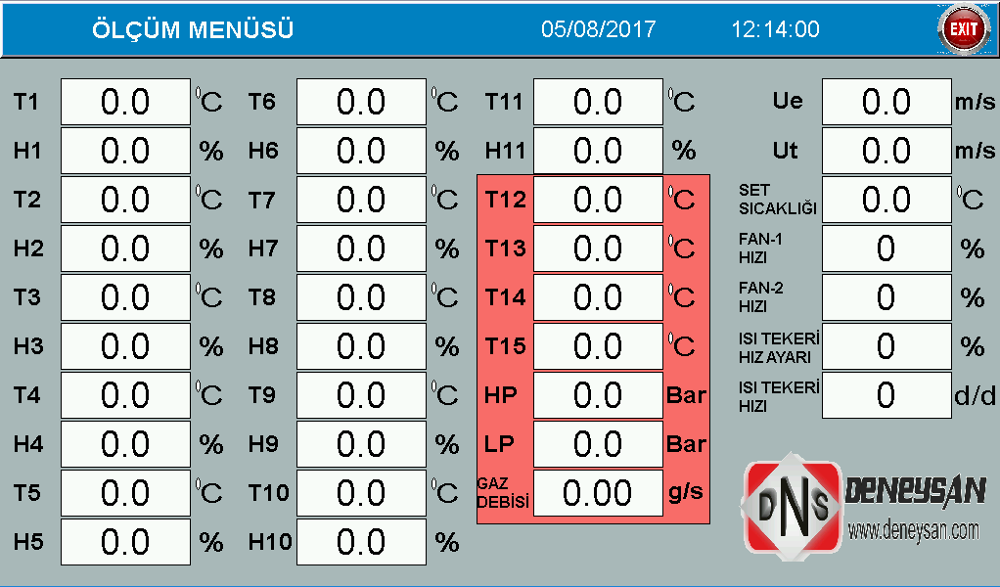 ÖLÇÜM MENÜSÜ 05/08/2017 12:14:00 EXIT
T1 0.0 °C T6 0.0 °C T11 0.0 °C Ue 0.0 m/s
H1 0.0 % H6 0.0 % H11 0.0 % Ut 0.0 m/s
T2 0.0 °C T7 0.0 °C T12 0.0 °C SET SICAKLIĞI 0.0 °C
H2 0.0 % H7 0.0 % T13 0.0 °C FAN-1 HIZI 0 %
T3 0.0 °C T8 0.0 °C T14 0.0 °C FAN-2 HIZI 0 %
H3 0.0 % H8 0.0 % T15 0.0 °C ISI TEKERİ HIZ AYARI 0 %
T4 0.0 °C T9 0.0 °C HP 0.0 Bar ISI TEKERİ HIZI 0 d/d
H4 0.0 % H9 0.0 % LP 0.0 Bar
T5 0.0 °C T10 0.0 °C GAZ DEBİSİ 0.00 g/s
H5 0.0 % H10 0.0 %
DNS DENEYSAN
www.deneysan.com